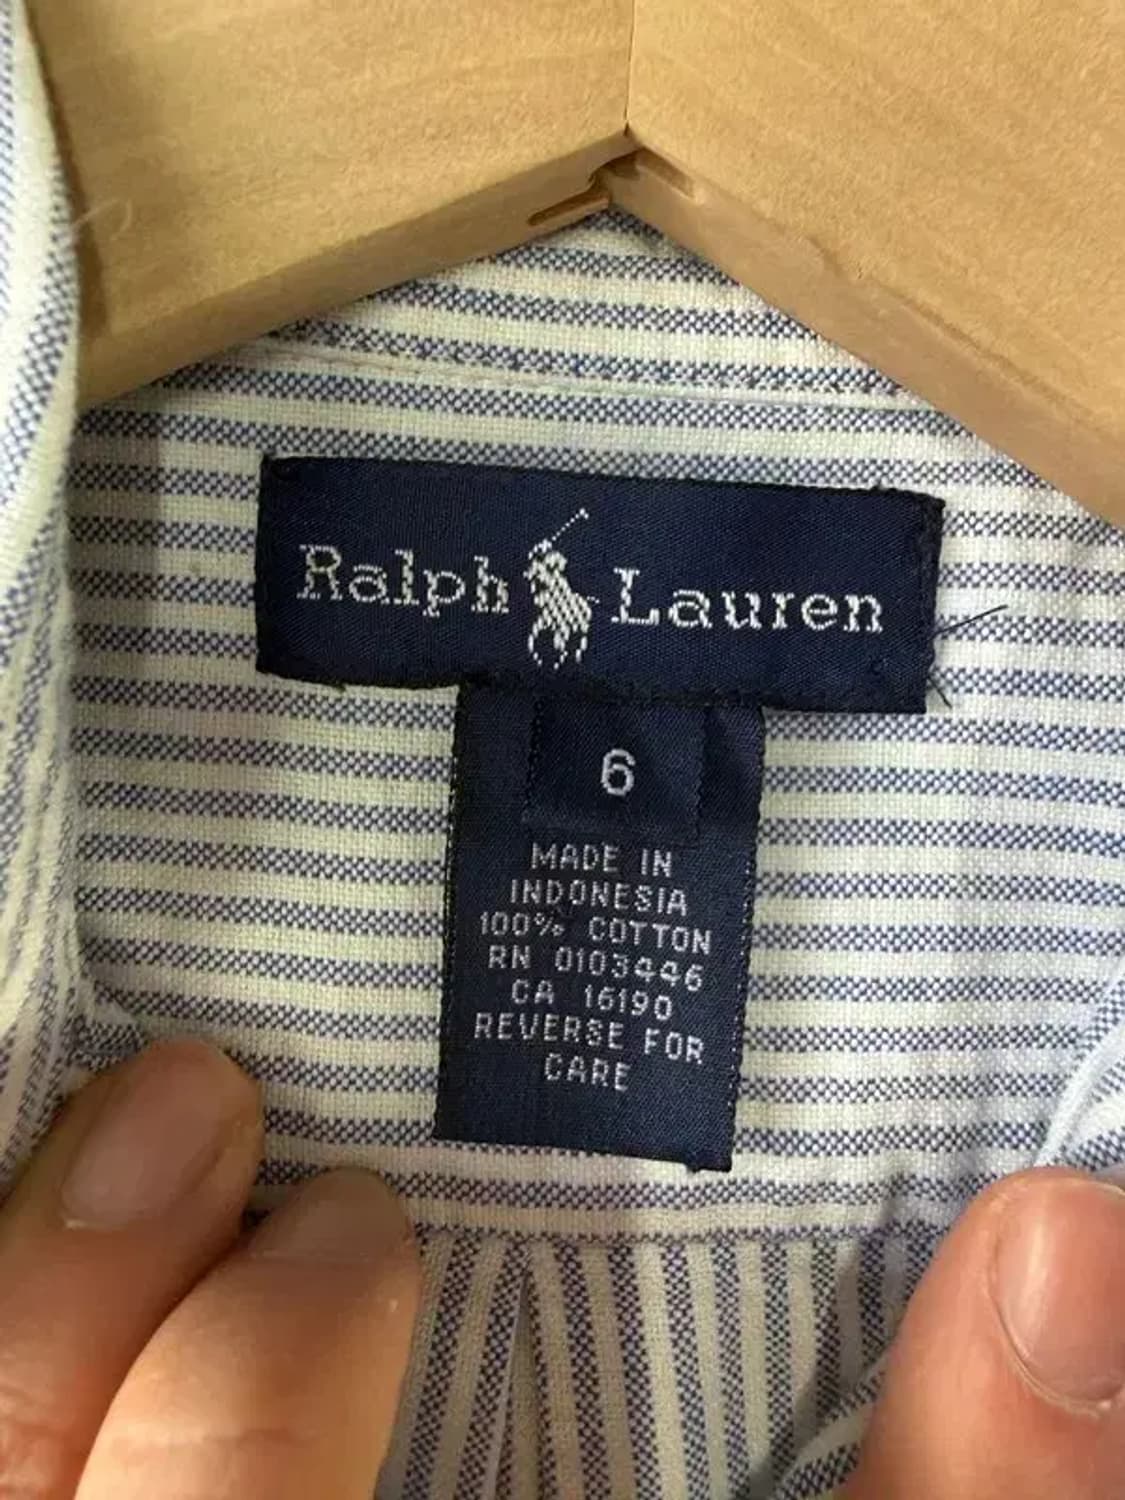 Ralph Lauren
6
MADE IN
INDONESIA
100% COTTON
RN 0103446
CA 16190
REVERSE FOR
CARE